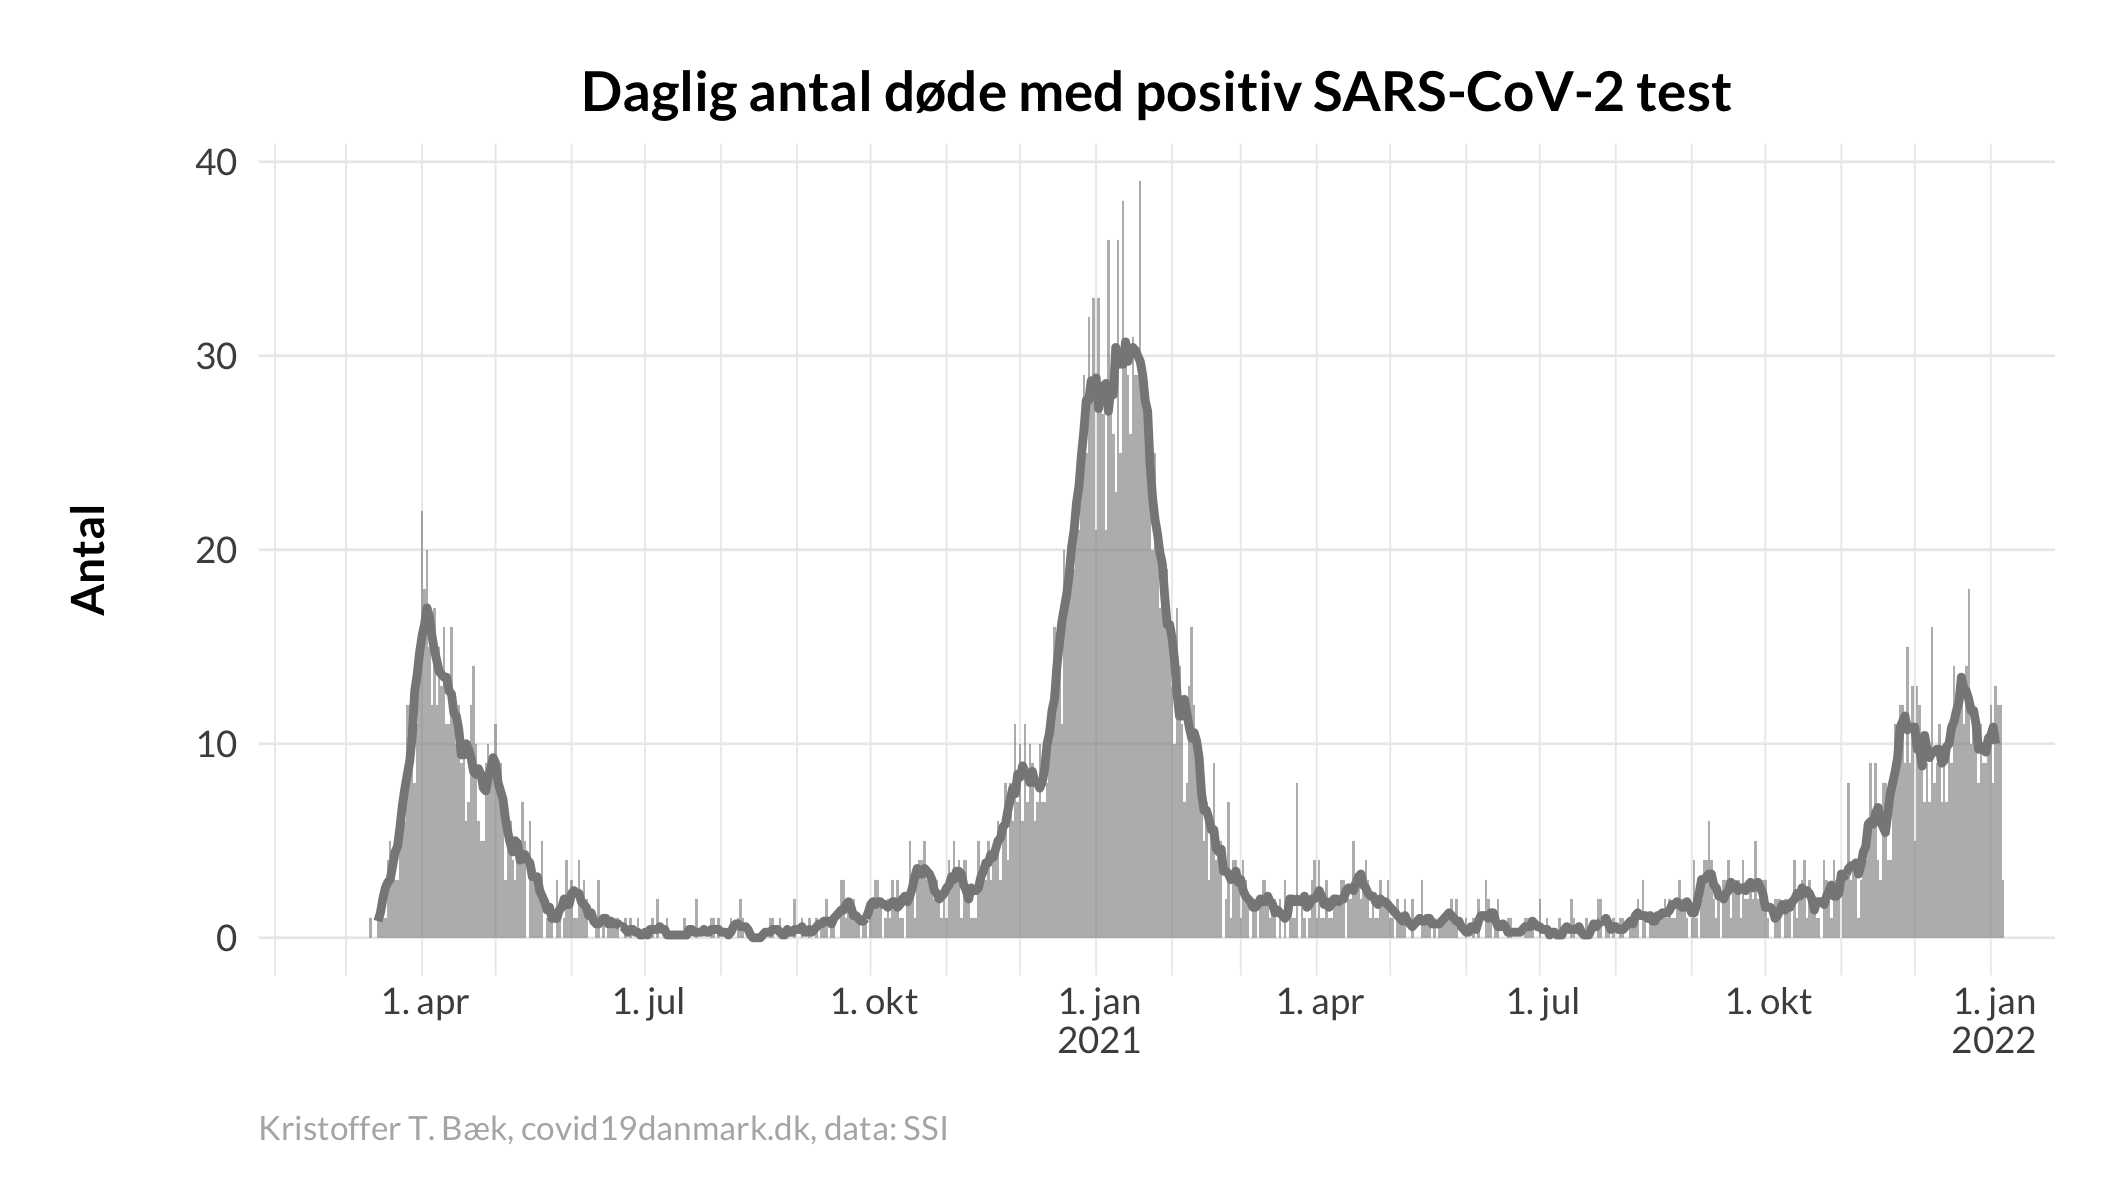 Daglig antal døde med positiv SARS-CoV-2 test
Antal
40
30
20
10
0
1. apr
1. jul
1. okt
1. jan
2021
1. apr
1. jul
1. okt
1. jan
2022
Kristoffer T. Bæk, covid19danmark.dk, data: SSI